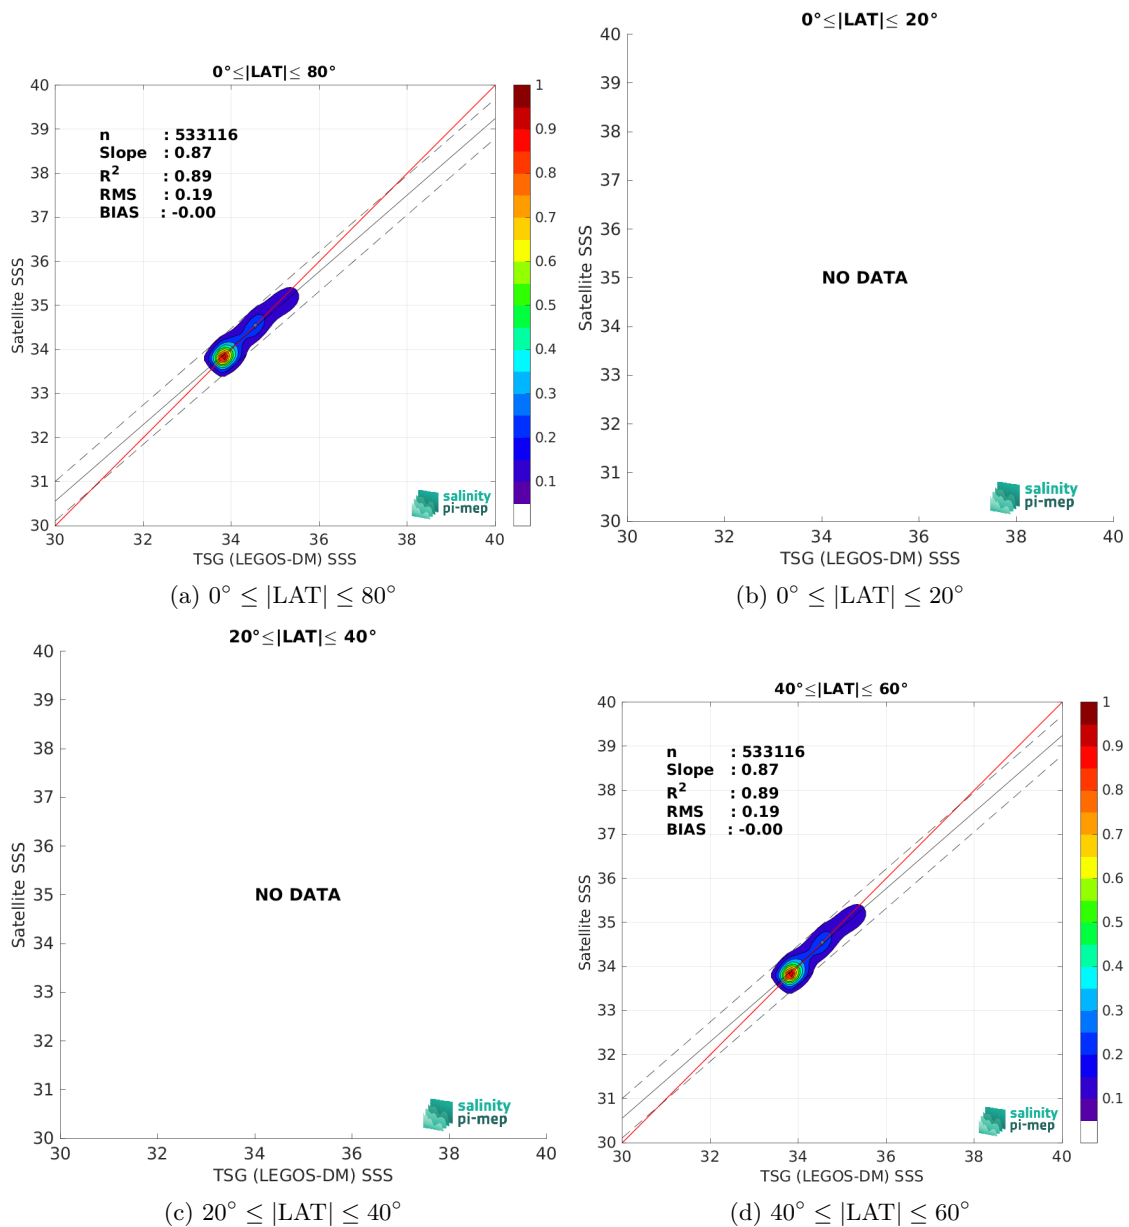 0°≤|LAT|≤ 80°
40
39
38
37
36
35
34
33
32
31
30
30 32 34 36 38 40
Satellite SSS
TSG (LEGOS-DM) SSS
n : 533116
Slope : 0.87
R² : 0.89
RMS : 0.19
BIAS : -0.00
1
0.9
0.8
0.7
0.6
0.5
0.4
0.3
0.2
0.1
salinity
pi-mep
(a) 0° ≤ |LAT| ≤ 80°
0°≤|LAT|≤ 20°
40
39
38
37
36
35
34
33
32
31
30
30 32 34 36 38 40
Satellite SSS
TSG (LEGOS-DM) SSS
NO DATA
salinity
pi-mep
(b) 0° ≤ |LAT| ≤ 20°
20°≤|LAT|≤ 40°
40
39
38
37
36
35
34
33
32
31
30
30 32 34 36 38 40
Satellite SSS
TSG (LEGOS-DM) SSS
NO DATA
salinity
pi-mep
(c) 20° ≤ |LAT| ≤ 40°
40°≤|LAT|≤ 60°
40
39
38
37
36
35
34
33
32
31
30
30 32 34 36 38 40
Satellite SSS
TSG (LEGOS-DM) SSS
n : 533116
Slope : 0.87
R² : 0.89
RMS : 0.19
BIAS : -0.00
1
0.9
0.8
0.7
0.6
0.5
0.4
0.3
0.2
0.1
salinity
pi-mep
(d) 40° ≤ |LAT| ≤ 60°